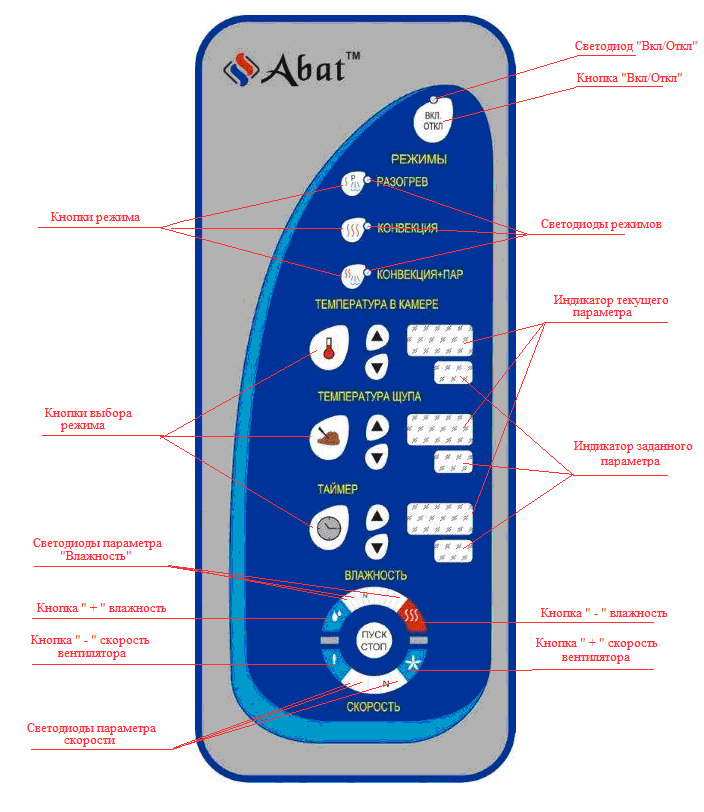 Abat™
Светодиод "Вкл/Откл"
Кнопка "Вкл/Откл"
ВКЛ.
ОТКЛ
РЕЖИМЫ
Р
РАЗОГРЕВ
Кнопки режима
КОНВЕКЦИЯ
Светодиоды режимов
КОНВЕКЦИЯ+ПАР
ТЕМПЕРАТУРА В КАМЕРЕ
Индикатор текущего
параметра
ТЕМПЕРАТУРА ЩУПА
Кнопки выбора
режима
Индикатор заданного
параметра
ТАЙМЕР
Светодиоды параметра
"Влажность"
ВЛАЖНОСТЬ
N
Кнопка " + " влажность
Кнопка " - " влажность
ПУСК
СТОП
Кнопка " - " скорость
вентилятора
Кнопка " + " скорость
вентилятора
N
СКОРОСТЬ
Светодиоды параметра
скорости